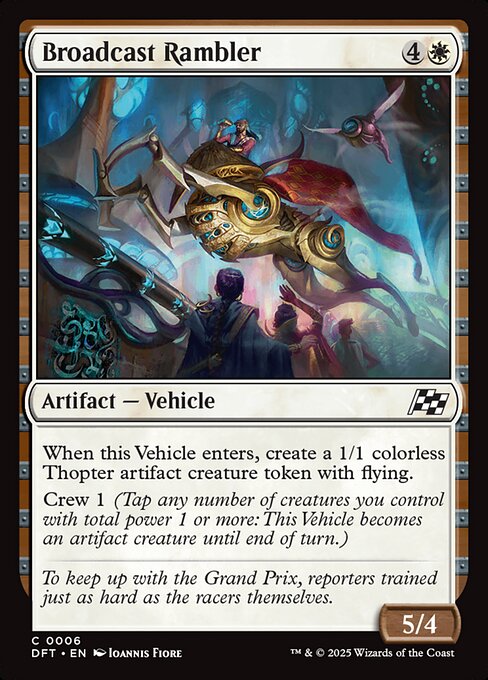 Broadcast Rambler 4
Artifact — Vehicle
When this Vehicle enters, create a 1/1 colorless
Thopter artifact creature token with flying.
Crew 1 (Tap any number of creatures you control
with total power 1 or more: This Vehicle becomes
an artifact creature until end of turn.)
To keep up with the Grand Prix, reporters trained
just as hard as the racers themselves.
5/4
C 0006
DFT • EN Ioannis Fiore
™ & © 2025 Wizards of the Coast